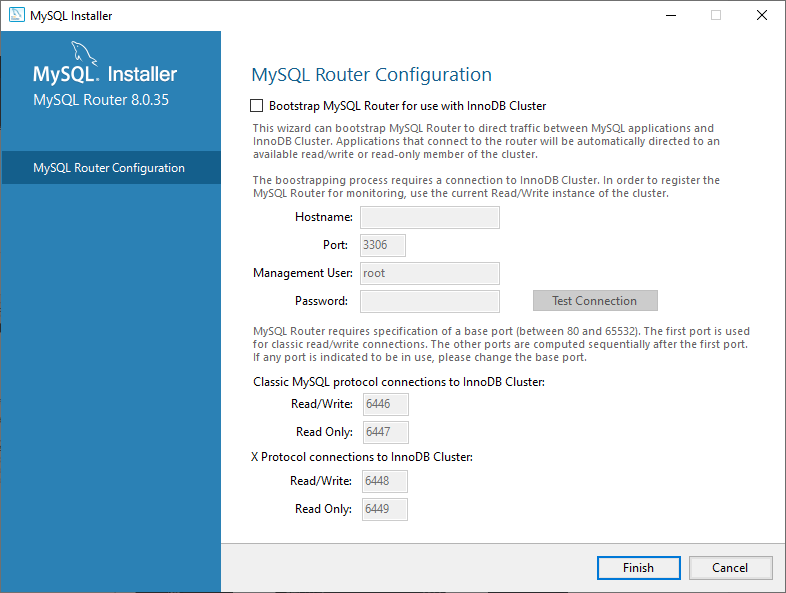 MySQL Installer
MySQL. Installer
MySQL Router 8.0.35
MySQL Router Configuration
MySQL Router Configuration
Bootstrap MySQL Router for use with InnoDB Cluster
This wizard can bootstrap MySQL Router to direct traffic between MySQL applications and
InnoDB Cluster. Applications that connect to the router will be automatically directed to an
available read/write or read-only member of the cluster.
The boostrapping process requires a connection to InnoDB Cluster. In order to register the
MySQL Router for monitoring, use the current Read/Write instance of the cluster.
Hostname:
Port: 3306
Management User: root
Password: Test Connection
MySQL Router requires specification of a base port (between 80 and 65532). The first port is used
for classic read/write connections. The other ports are computed sequentially after the first port.
If any port is indicated to be in use, please change the base port.
Classic MySQL protocol connections to InnoDB Cluster:
Read/Write: 6446
Read Only: 6447
X Protocol connections to InnoDB Cluster:
Read/Write: 6448
Read Only: 6449
Finish Cancel